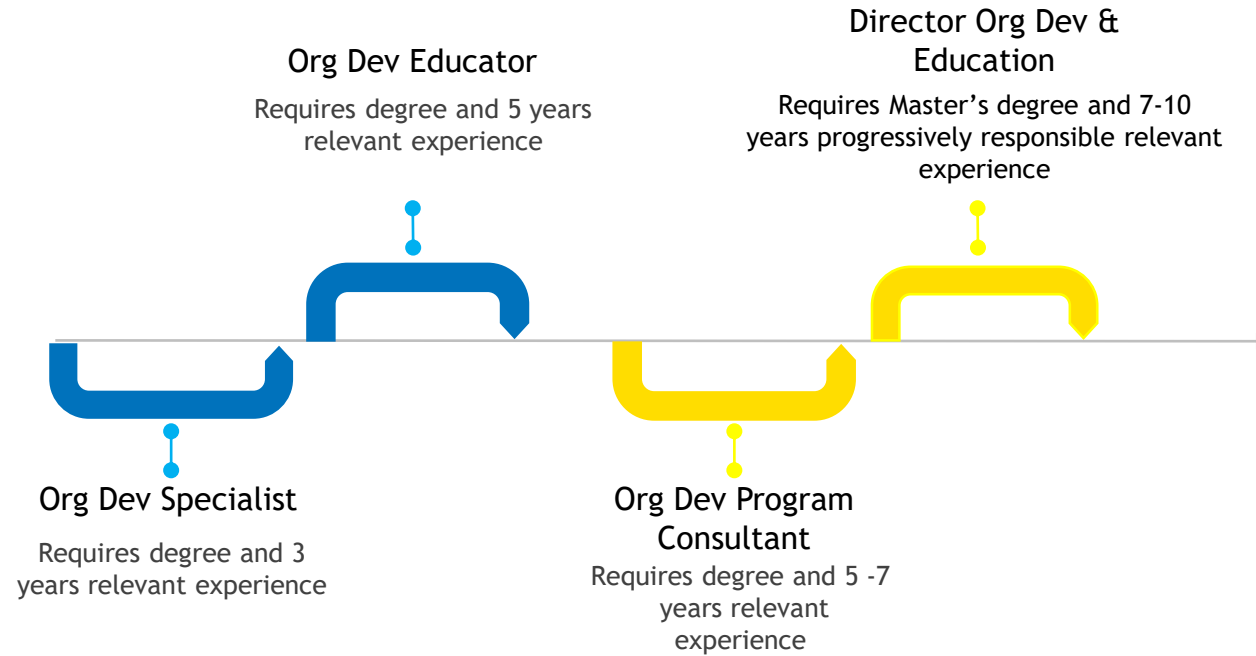 Org Dev Specialist
Requires degree and 3
years relevant experience
Org Dev Educator
Requires degree and 5 years
relevant experience
Org Dev Program
Consultant
Requires degree and 5 -7
years relevant
experience
Director Org Dev &
Education
Requires Master’s degree and 7-10
years progressively responsible relevant
experience